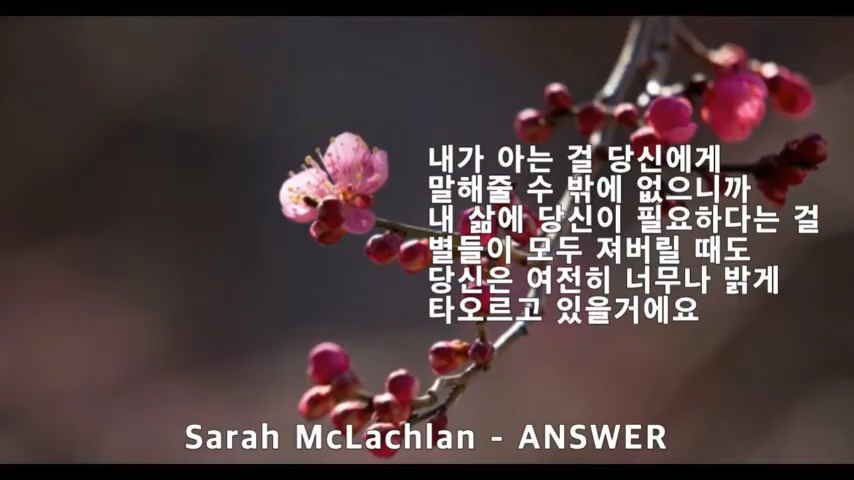 내가 아는 걸 당신에게
말해줄 수 밖에 없으니까
내 삶에 당신이 필요하다는 걸
별들이 모두 져버릴 때도
당신은 여전히 너무나 밝게
타오르고 있을거에요
Sarah McLachlan - ANSWER